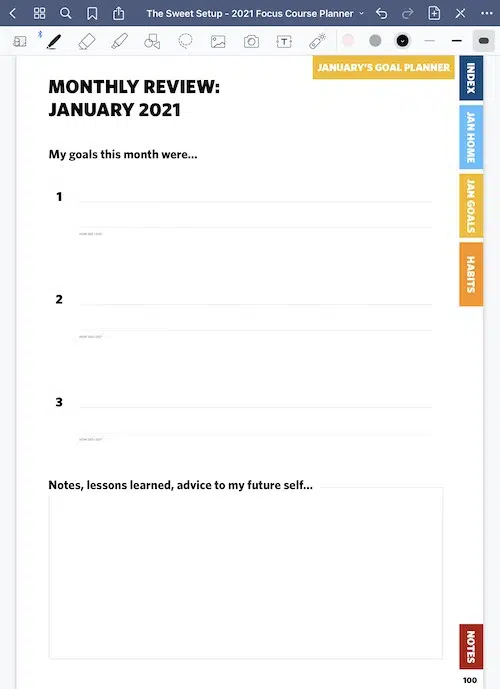 The Sweet Setup - 2021 Focus Course Planner
T
JANUARY'S GOAL PLANNER
INDEX
MONTHLY REVIEW:
JANUARY 2021
JAN HOME
My goals this month were...
JAN GOALS
1
HABITS
2
3
Notes, lessons learned, advice to my future self...
NOTES
100